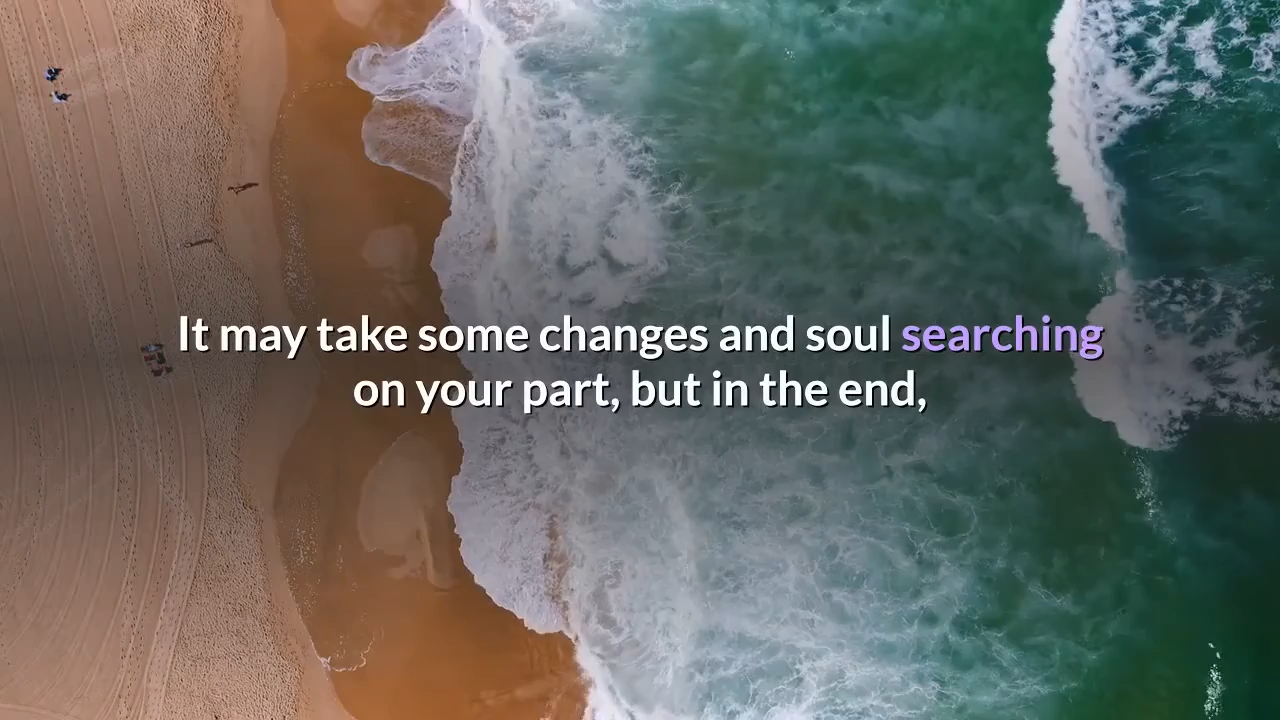 It may take some changes and soul searching
on your part, but in the end,